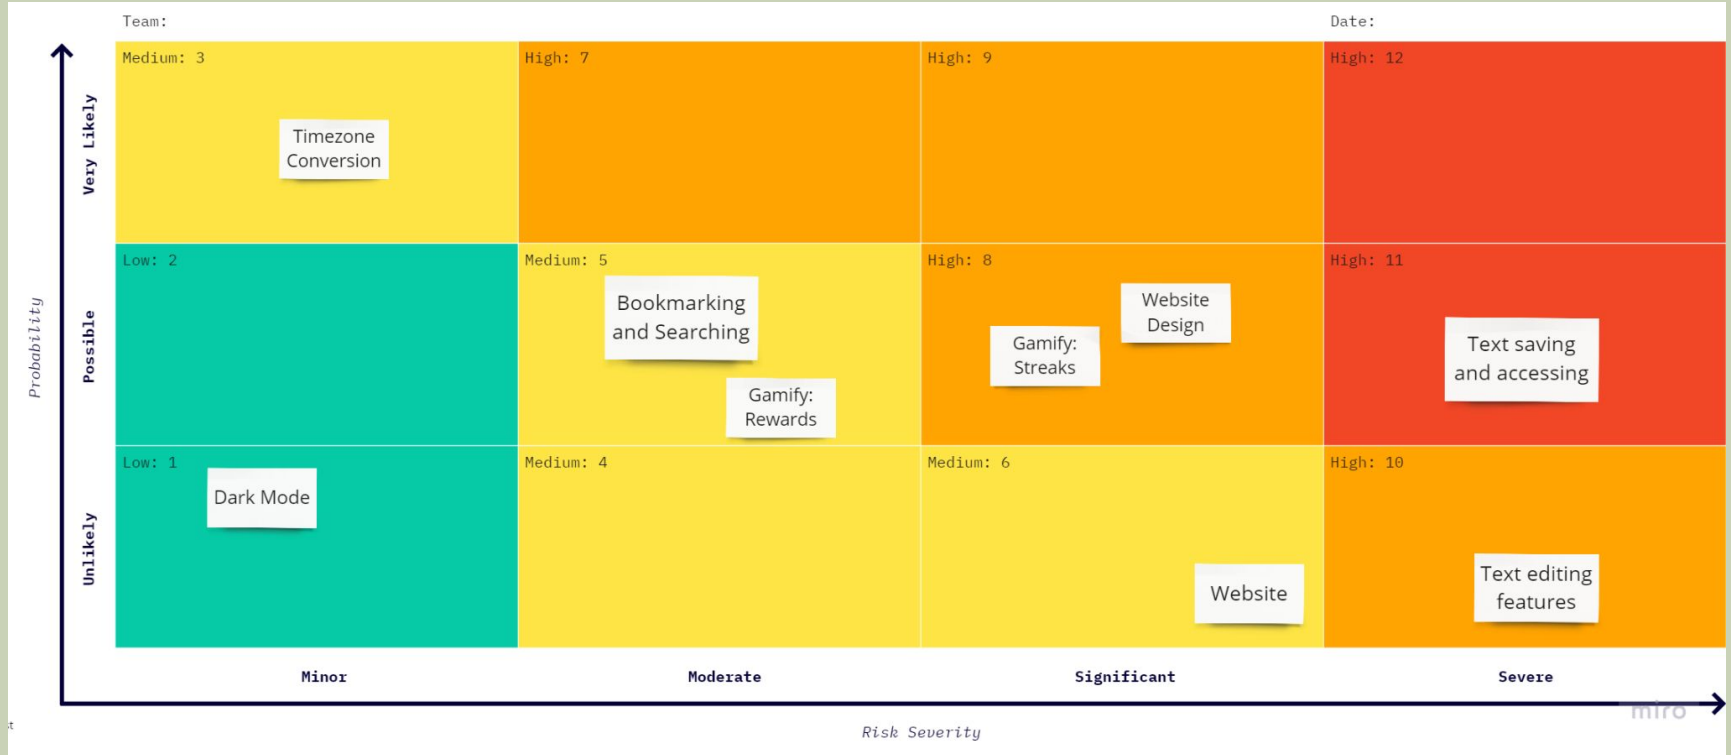 Team:
Date:
Medium: 3
High: 7
High: 9
High: 12
Timezone
Conversion
Very Likely
Low: 2
Medium: 5
High: 8
High: 11
Bookmarking
and Searching
Gamify:
Rewards
Gamify:
Streaks
Website
Design
Text saving
and accessing
Possible
Probability
Low: 1
Medium: 4
Medium: 6
High: 10
Dark Mode
Website
Text editing
features
Unlikely
Minor
Moderate
Significant
Severe
miro
st
Risk Severity